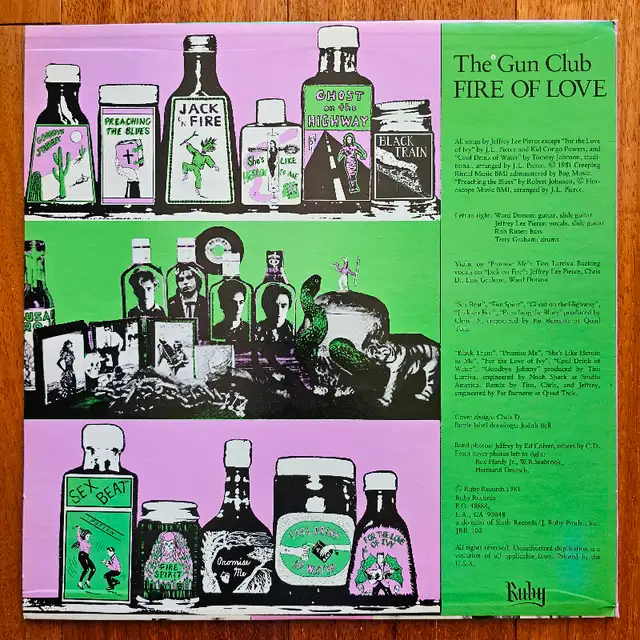 The Gun Club
FIRE OF LOVE
GOODBYE
JOHNNY
PREACHING
THE BLUES
JACK
ON FIRE
SHE'S LIKE
HEROIN TO ME
GHOST
on the
HIGHWAY
BLACK
TRAIN
All songs by Jeffrey Lee Pierce except "For the Love
of Ivy" by J.L. Pierce and Kid Congo Powers, and
"Cool Drink of Water" by Tommy Johnson, tradi-
tional, arranged by J.L. Pierce. © 1981 Creeping
Ritual Music BMI administered by Bug Music.
"Preaching the Blues" by Robert Johnson, © Hor-
oscope Music BMI, arranged by J.L. Pierce.
Left to right: Ward Dotson: guitar, slide guitar
Jeffrey Lee Pierce: vocals, slide guitar
Rob Ritter: bass
Terry Graham: drums
Violin on "Promise Me": Tito Larriva Backing
vocals on "Jack on Fire": Jeffrey Lee Pierce, Chris
D., Lois Graham, Ward Dotson
"Sex Beat", "Fire Spirit", "Ghost on the Highway",
"Jack on Fire", "Preaching the Blues" produced by
Chris D., engineered by Pat Burnette at Quad
Teck.
"Black Train", "Promise Me", "She's Like Heroin
to Me", "For the Love of Ivy", "Cool Drink of
Water", "Goodbye Johnny" produced by Tito
Larriva, engineered by Noah Shark at Studio
America. Remix by Tito, Chris, and Jeffrey,
engineered by Pat Burnette at Quad Teck.
Cover design: Chris D.
Bottle label drawings: Judith Bell
Band photos: Jeffrey by Ed Colver, others by C.D.
Front cover photos left to right:
Rex Hardy Jr., W.B. Seabrook,
Hermann Deutsch.
© Ruby Records 1981
Ruby Records
P.O. 48888,
L.A., CA. 90048
a division of Slash Records/J. Ruby Prods., Inc.
JRR 102
All rights reserved. Unauthorized duplication is a
violation of all applicable laws. Printed in the
U.S.A.
Ruby
SEX
BEAT
FIRE
SPIRIT
Promise
Me
COOL DRINK
OF WATER
FOR THE LOVE
OF IVY